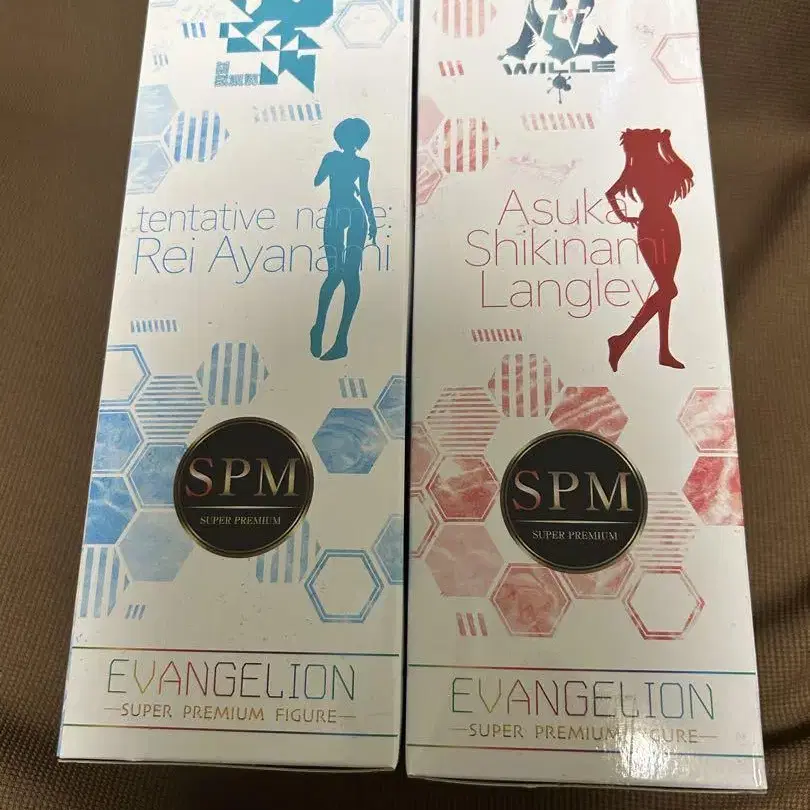 tentative name:
Rei Ayanami
SPM
SUPER PREMIUM
EVANGELION
SUPER PREMIUM FIGURE
WILLE
Asuka
Shikinami
Langley
SPM
SUPER PREMIUM
EVANGELION
SUPER PREMIUM FIGURE